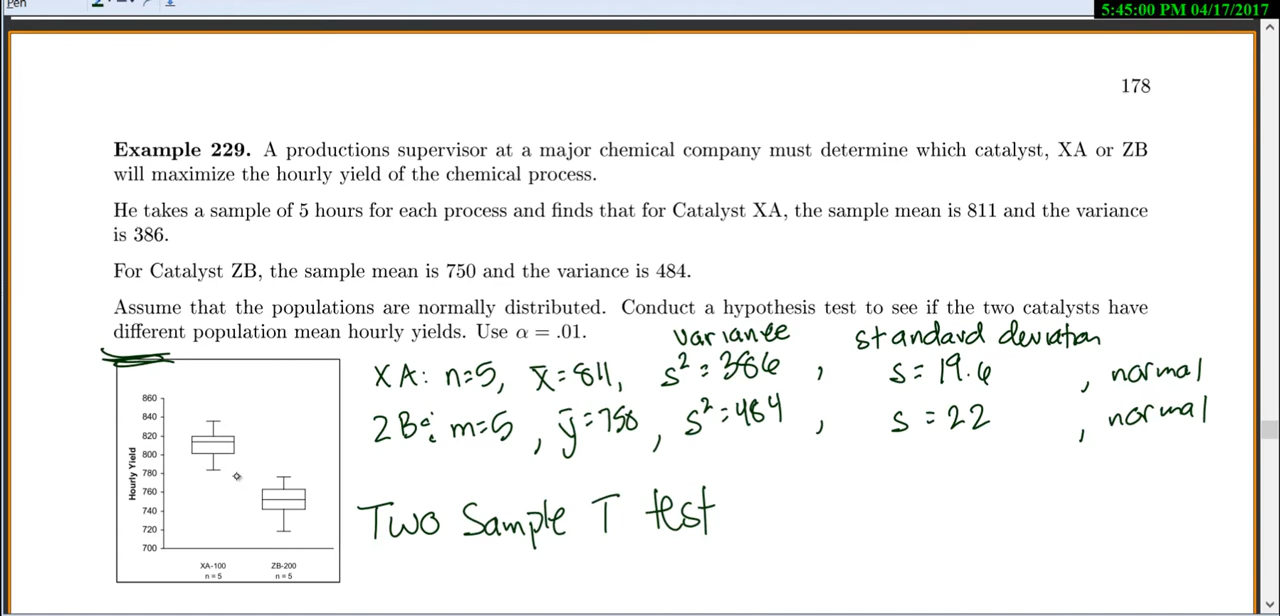 Pen
5:45:00 PM 04/17/2017
178
Example 229. A productions supervisor at a major chemical company must determine which catalyst, XA or ZB
will maximize the hourly yield of the chemical process.
He takes a sample of 5 hours for each process and finds that for Catalyst XA, the sample mean is 811 and the variance
is 386.
For Catalyst ZB, the sample mean is 750 and the variance is 484.
Assume that the populations are normally distributed. Conduct a hypothesis test to see if the two catalysts have
different population mean hourly yields. Use α = .01.
variance standard deviation
XA: n=5, x̄=811, s²=386, s=19.6, normal
ZB: m=5, ȳ=750, s²=484, s=22, normal
Two Sample T test
Hourly Yield
860
840
820
800
780
760
740
720
700
XA-100 ZB-200
n=5 n=5